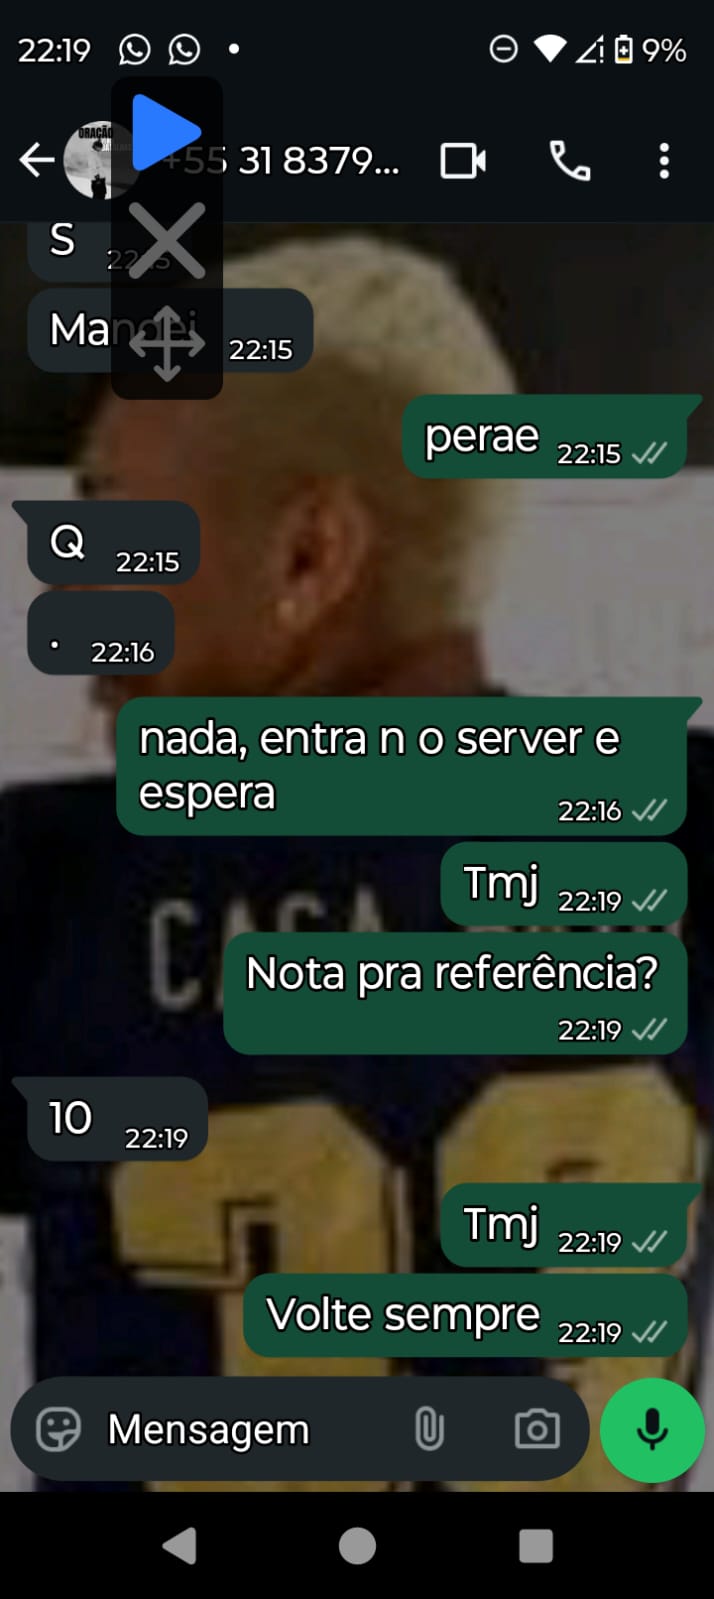 22:19
9%
ORAÇÃO
+55 31 8379...
S
22:15
Mandei
22:15
perae
22:15
Q
22:15
.
22:16
nada, entra n o server e
espera
22:16
Tmj
22:19
Nota pra referência?
22:19
10
22:19
Tmj
22:19
Volte sempre
22:19
Mensagem